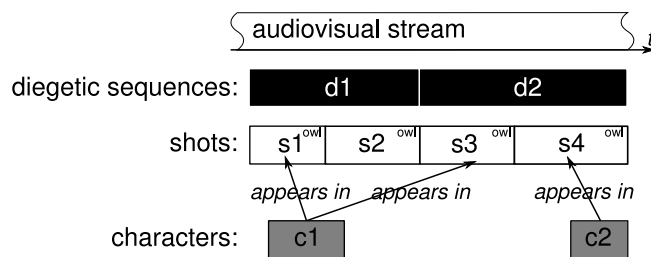 audiovisual stream
t
diegetic sequences: d1 d2
shots: s1 owl s2 owl s3 owl s4 owl
appears in appears in appears in
characters: c1 c2